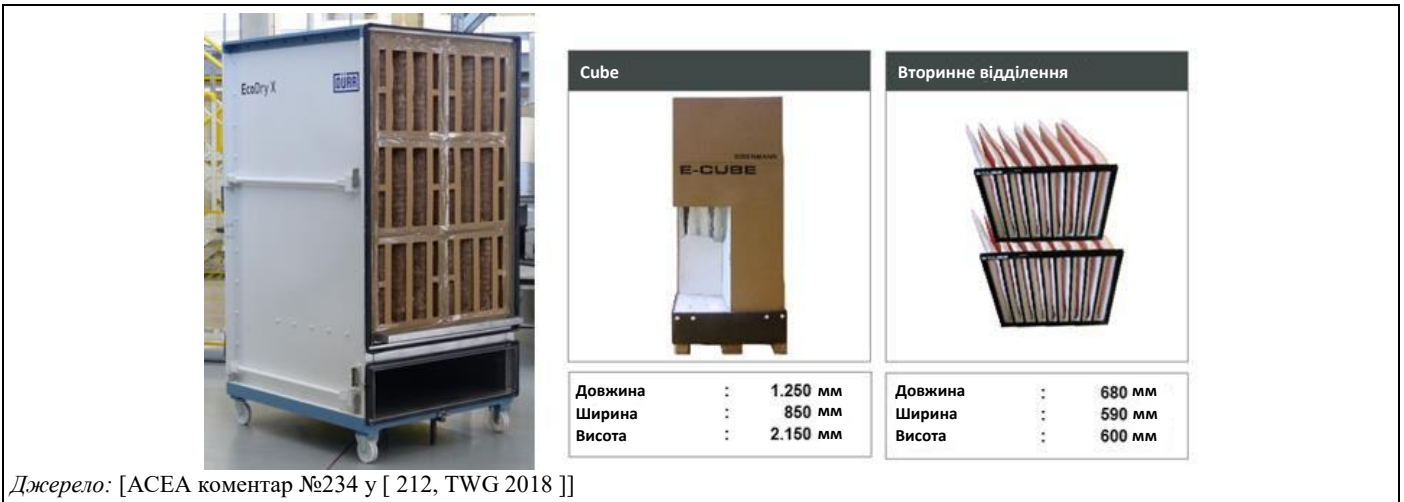 EcoDry X
DÜRR
Cube
EISENMANN
E-CUBE
Довжина : 1.250 мм
Ширина : 850 мм
Висота : 2.150 мм
Вторинне відділення
Довжина : 680 мм
Ширина : 590 мм
Висота : 600 мм
Джерело: [ACEA коментар №234 у [ 212, TWG 2018 ]]